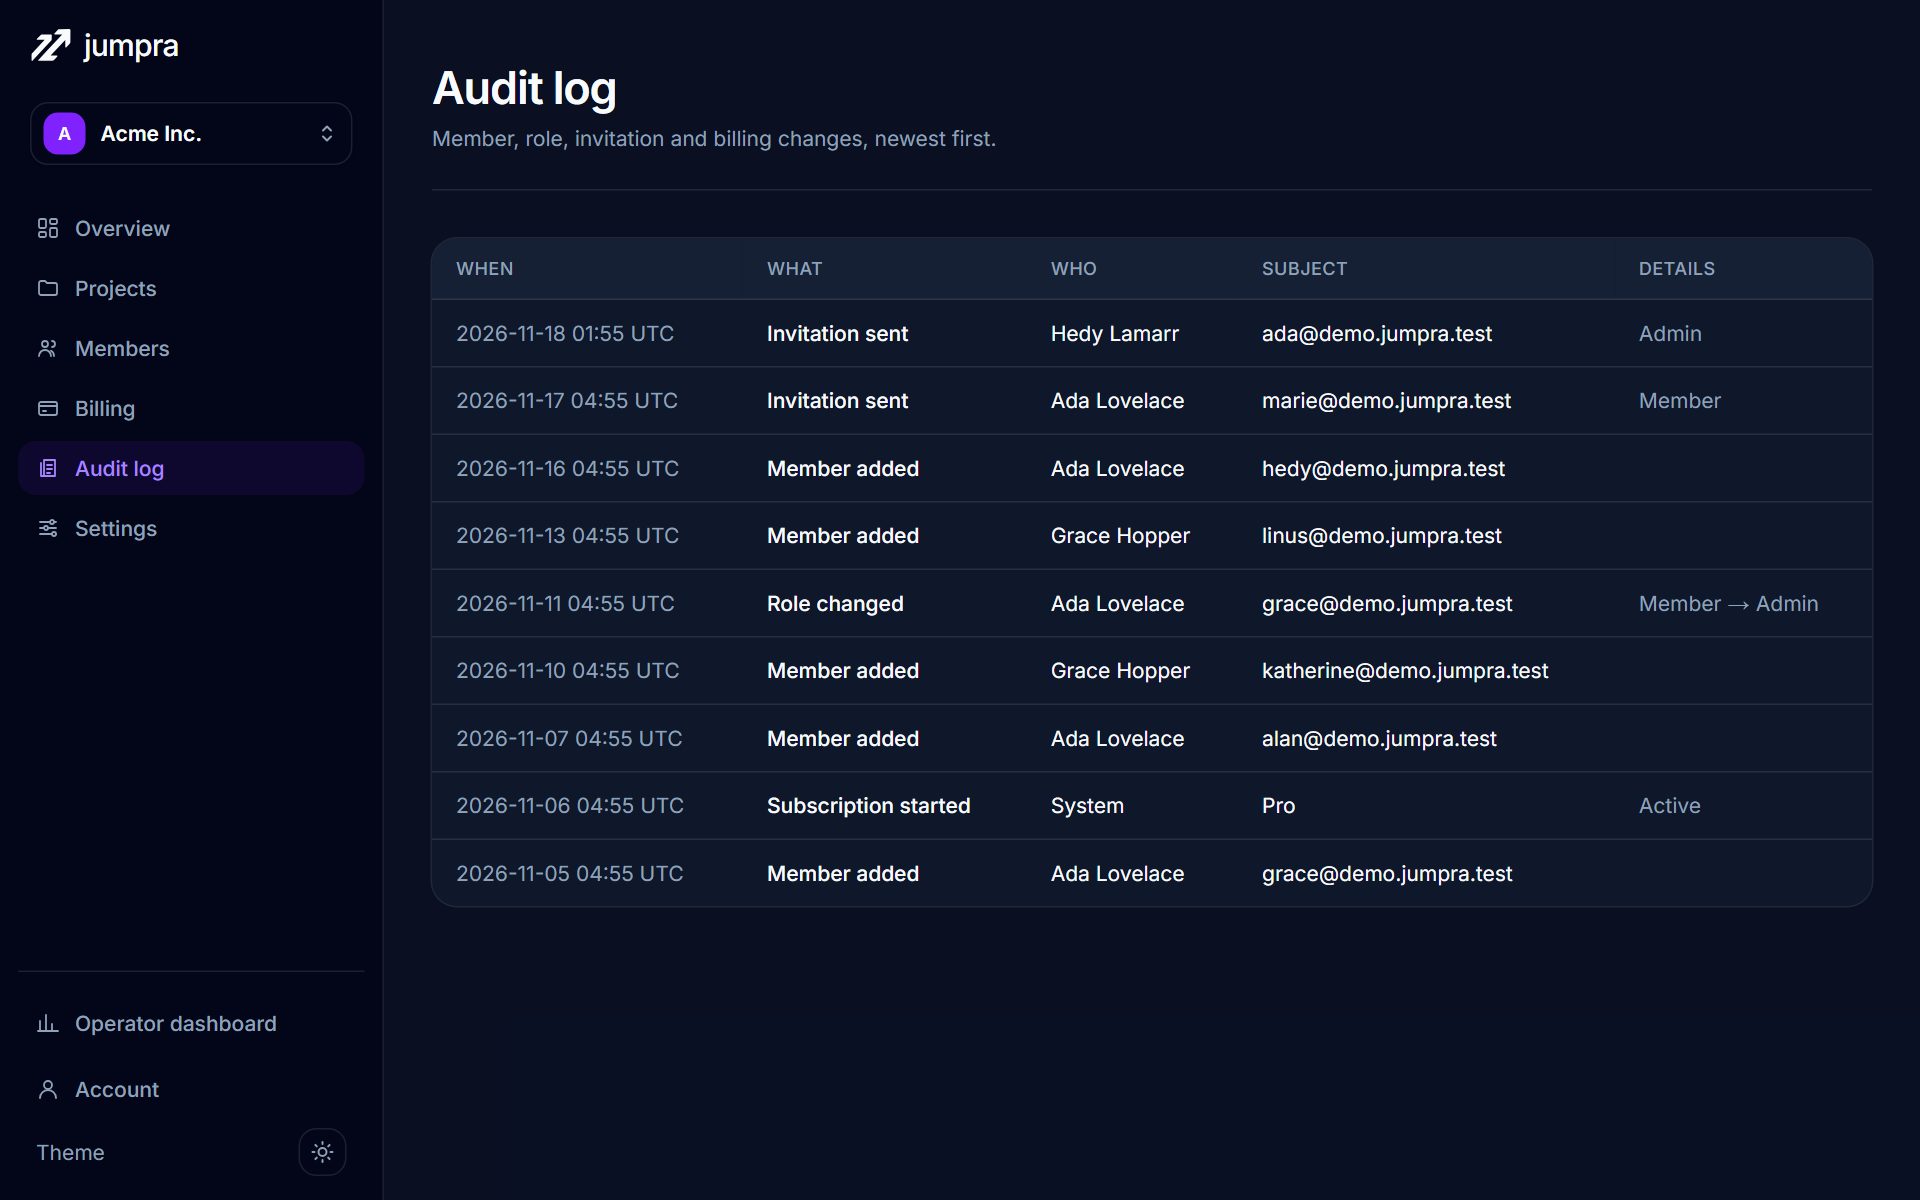 jumpra
A Acme Inc.
Overview
Projects
Members
Billing
Audit log
Settings
Operator dashboard
Account
Theme
Audit log
Member, role, invitation and billing changes, newest first.
WHEN WHAT WHO SUBJECT DETAILS
2026-11-18 01:55 UTC Invitation sent Hedy Lamarr ada@demo.jumpra.test Admin
2026-11-17 04:55 UTC Invitation sent Ada Lovelace marie@demo.jumpra.test Member
2026-11-16 04:55 UTC Member added Ada Lovelace hedy@demo.jumpra.test
2026-11-13 04:55 UTC Member added Grace Hopper linus@demo.jumpra.test
2026-11-11 04:55 UTC Role changed Ada Lovelace grace@demo.jumpra.test Member → Admin
2026-11-10 04:55 UTC Member added Grace Hopper katherine@demo.jumpra.test
2026-11-07 04:55 UTC Member added Ada Lovelace alan@demo.jumpra.test
2026-11-06 04:55 UTC Subscription started System Pro Active
2026-11-05 04:55 UTC Member added Ada Lovelace grace@demo.jumpra.test